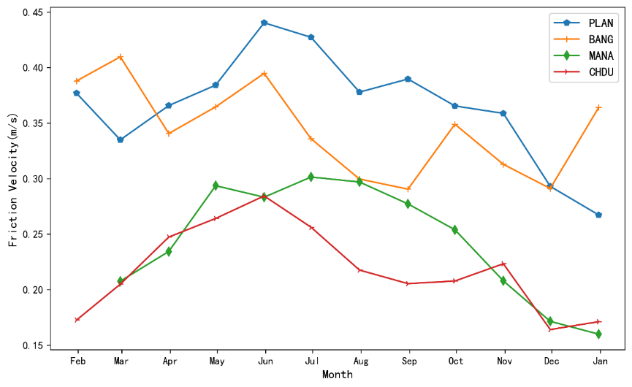 0.45
0.40
0.35
0.30
0.25
0.20
0.15
Friction Velocity(m/s)
PLAN
BANG
MANA
CHDU
Feb Mar Apr May Jun Jul Aug Sep Oct Nov Dec Jan
Month